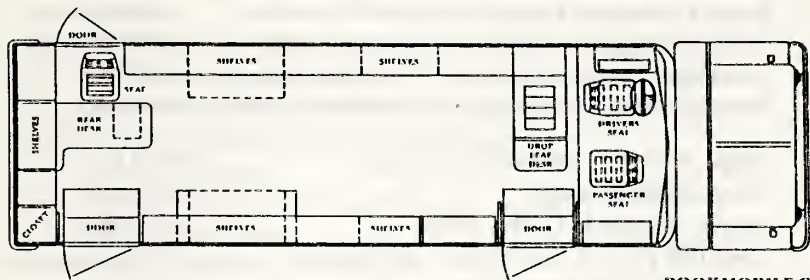 DOOR
SHELVES
SHELVES
SEAT
REAR
DESK
SHELVES
DROP
LEAF
DESK
DRIVERS
SEAT
PASSENGER
SEAT
CLOSET
DOOR
SHELVES
SHELVES
DOOR